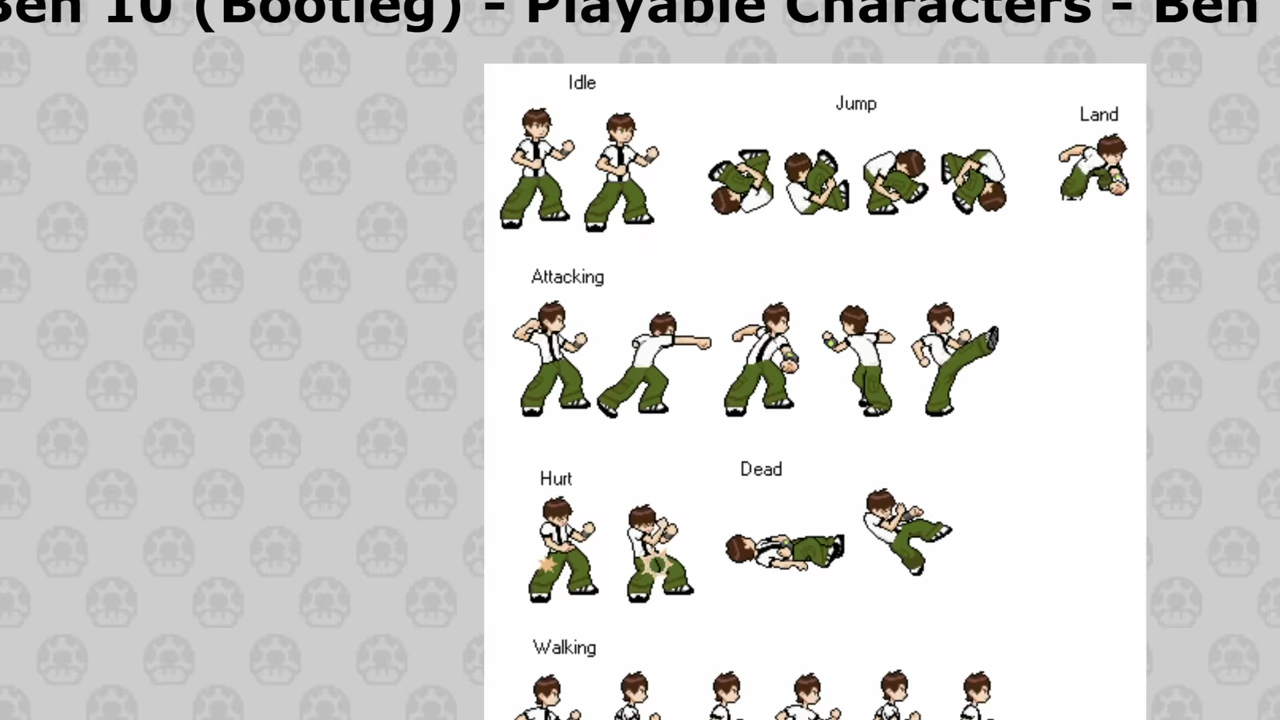 Ben 10 (Bootleg) - Playable Characters - Ben
Idle
Jump
Land
Attacking
Hurt
Dead
Walking